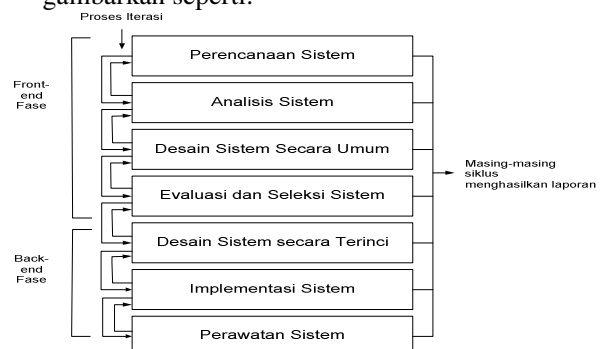 gambarkan seperti:
Proses Iterasi
Perencanaan Sistem
Front-
end
Fase
Analisis Sistem
Desain Sistem Secara Umum
Masing-masing
siklus
menghasilkan laporan
Evaluasi dan Seleksi Sistem
Desain Sistem secara Terinci
Back-
end
Fase
Implementasi Sistem
Perawatan Sistem